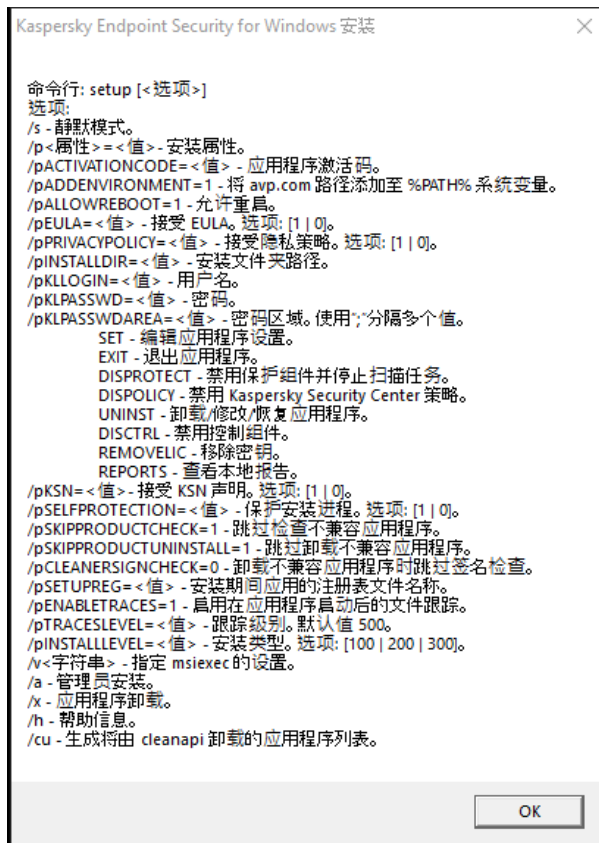 Kaspersky Endpoint Security for Windows 安装
命令行: setup [<选项>]
选项:
/s - 静默模式。
/p<属性>=<值>- 安装属性。
/pACTIVATIONCODE=<值> - 应用程序激活码。
/pADDENVIRONMENT=1 - 将 avp.com 路径添加至 %PATH% 系统变量。
/pALLOWREBOOT=1 - 允许重启。
/pEULA=<值> - 接受 EULA。选项: [1 | 0]。
/pPRIVACYPOLICY=<值> - 接受隐私策略。选项: [1 | 0]。
/pINSTALLDIR=<值> - 安装文件夹路径。
/pKLLOGIN=<值> - 用户名。
/pKLPASSWD=<值> - 密码。
/pKLPASSWDAREA=<值> - 密码区域。使用";"分隔多个值。
SET - 编辑应用程序设置。
EXIT - 退出应用程序。
DISPROTECT - 禁用保护组件并停止扫描任务。
DISPOLICY - 禁用 Kaspersky Security Center 策略。
UNINST - 卸载/修改/恢复应用程序。
DISCTRL - 禁用控制组件。
REMOVELIC - 移除密钥。
REPORTS - 查看本地报告。
/pKSN=<值>- 接受 KSN 声明。选项: [1 | 0]。
/pSELFPROTECTION=<值> - 保护安装进程。选项: [1 | 0]。
/pSKIPPRODUCTCHECK=1 - 跳过检查不兼容应用程序。
/pSKIPPRODUCTUNINSTALL=1 - 跳过卸载不兼容应用程序。
/pCLEANERSIGNCHECK=0 - 卸载不兼容应用程序时跳过签名检查。
/pSETUPREG=<值> - 安装期间应用的注册表文件名称。
/pENABLETRACES=1 - 启用在应用程序启动后的文件跟踪。
/pTRACESLEVEL=<值> - 跟踪级别。默认值 500。
/pINSTALLLEVEL=<值> - 安装类型。选项: [100 | 200 | 300]。
/v<字符串> - 指定 msiexec 的设置。
/a - 管理员安装。
/x - 应用程序卸载。
/h - 帮助信息。
/cu - 生成将由 cleanapi 卸载的应用程序列表。
OK